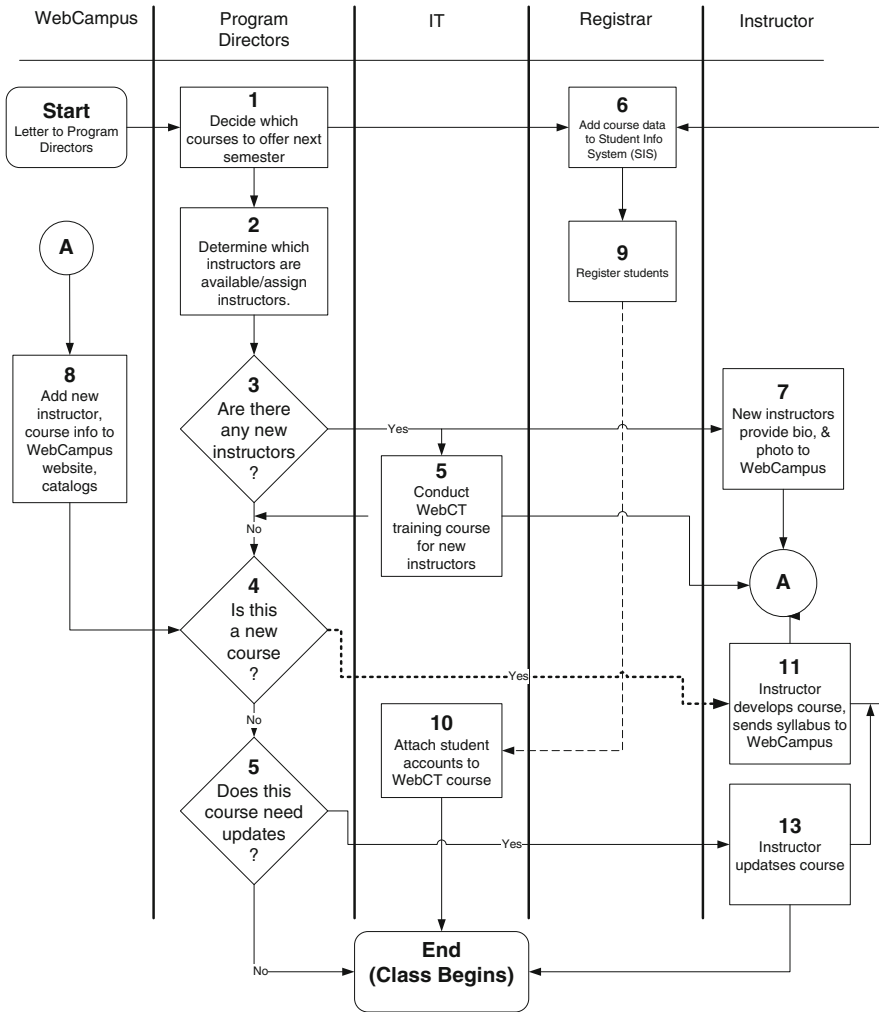 WebCampus
Program
Directors
IT
Registrar
Instructor
Start
Letter to Program
Directors
1
Decide which
courses to offer next
semester
6
Add course data
to Student Info
System (SIS)
A
2
Determine which
instructors are
available/assign
instructors.
9
Register students
8
Add new
instructor,
course info to
WebCampus
website,
catalogs
3
Are there
any new
instructors
?
Yes
7
New instructors
provide bio, &
photo to
WebCampus
5
Conduct
WebCT
training course
for new
instructors
No
A
4
Is this
a new
course
?
Yes
11
Instructor
develops course,
sends syllabus to
WebCampus
No
10
Attach student
accounts to
WebCT course
5
Does this
course need
updates
?
Yes
13
Instructor
updatses course
No
End
(Class Begins)